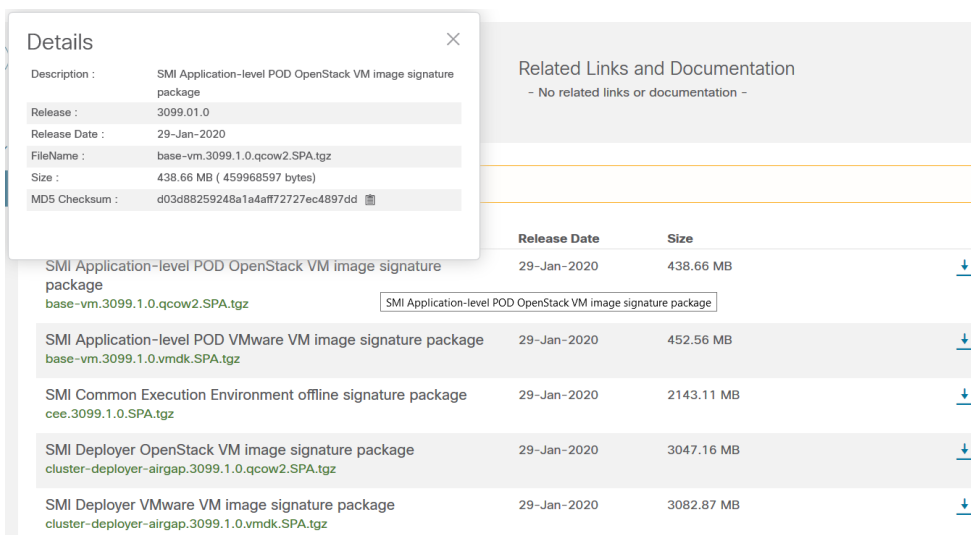 Details
Description : SMI Application-level POD OpenStack VM image signature
package
Release : 3099.01.0
Release Date : 29-Jan-2020
FileName : base-vm.3099.1.0.qcow2.SPA.tgz
Size : 438.66 MB ( 459968597 bytes)
MD5 Checksum : d03d88259248a1a4aff72727ec4897dd
Related Links and Documentation
- No related links or documentation -
Release Date Size
SMI Application-level POD OpenStack VM image signature 29-Jan-2020 438.66 MB
package
base-vm.3099.1.0.qcow2.SPA.tgz
SMI Application-level POD OpenStack VM image signature package
SMI Application-level POD VMware VM image signature package 29-Jan-2020 452.56 MB
base-vm.3099.1.0.vmdk.SPA.tgz
SMI Common Execution Environment offline signature package 29-Jan-2020 2143.11 MB
cee.3099.1.0.SPA.tgz
SMI Deployer OpenStack VM image signature package 29-Jan-2020 3047.16 MB
cluster-deployer-airgap.3099.1.0.qcow2.SPA.tgz
SMI Deployer VMware VM image signature package 29-Jan-2020 3082.87 MB
cluster-deployer-airgap.3099.1.0.vmdk.SPA.tgz